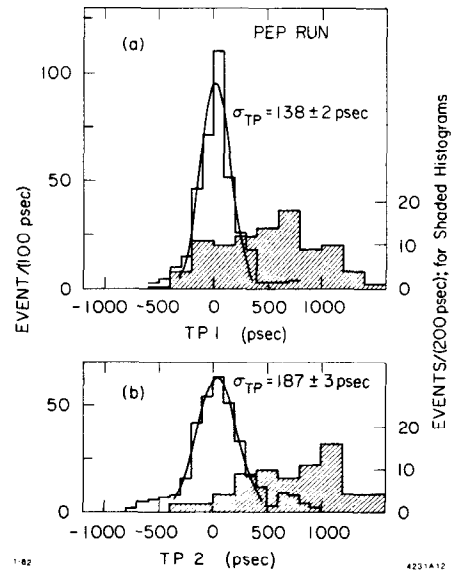 (a)
PEP RUN
σTP = 138 ± 2 psec
100
50
0
20
10
0
-1000
-500
0
500
1000
TP 1 (psec)
EVENT/(100 psec)
EVENTS/(200 psec); for Shaded Histograms
(b)
σTP = 187 ± 3 psec
50
0
20
10
0
-1000
-500
0
500
1000
TP 2 (psec)
1-82
4231A12